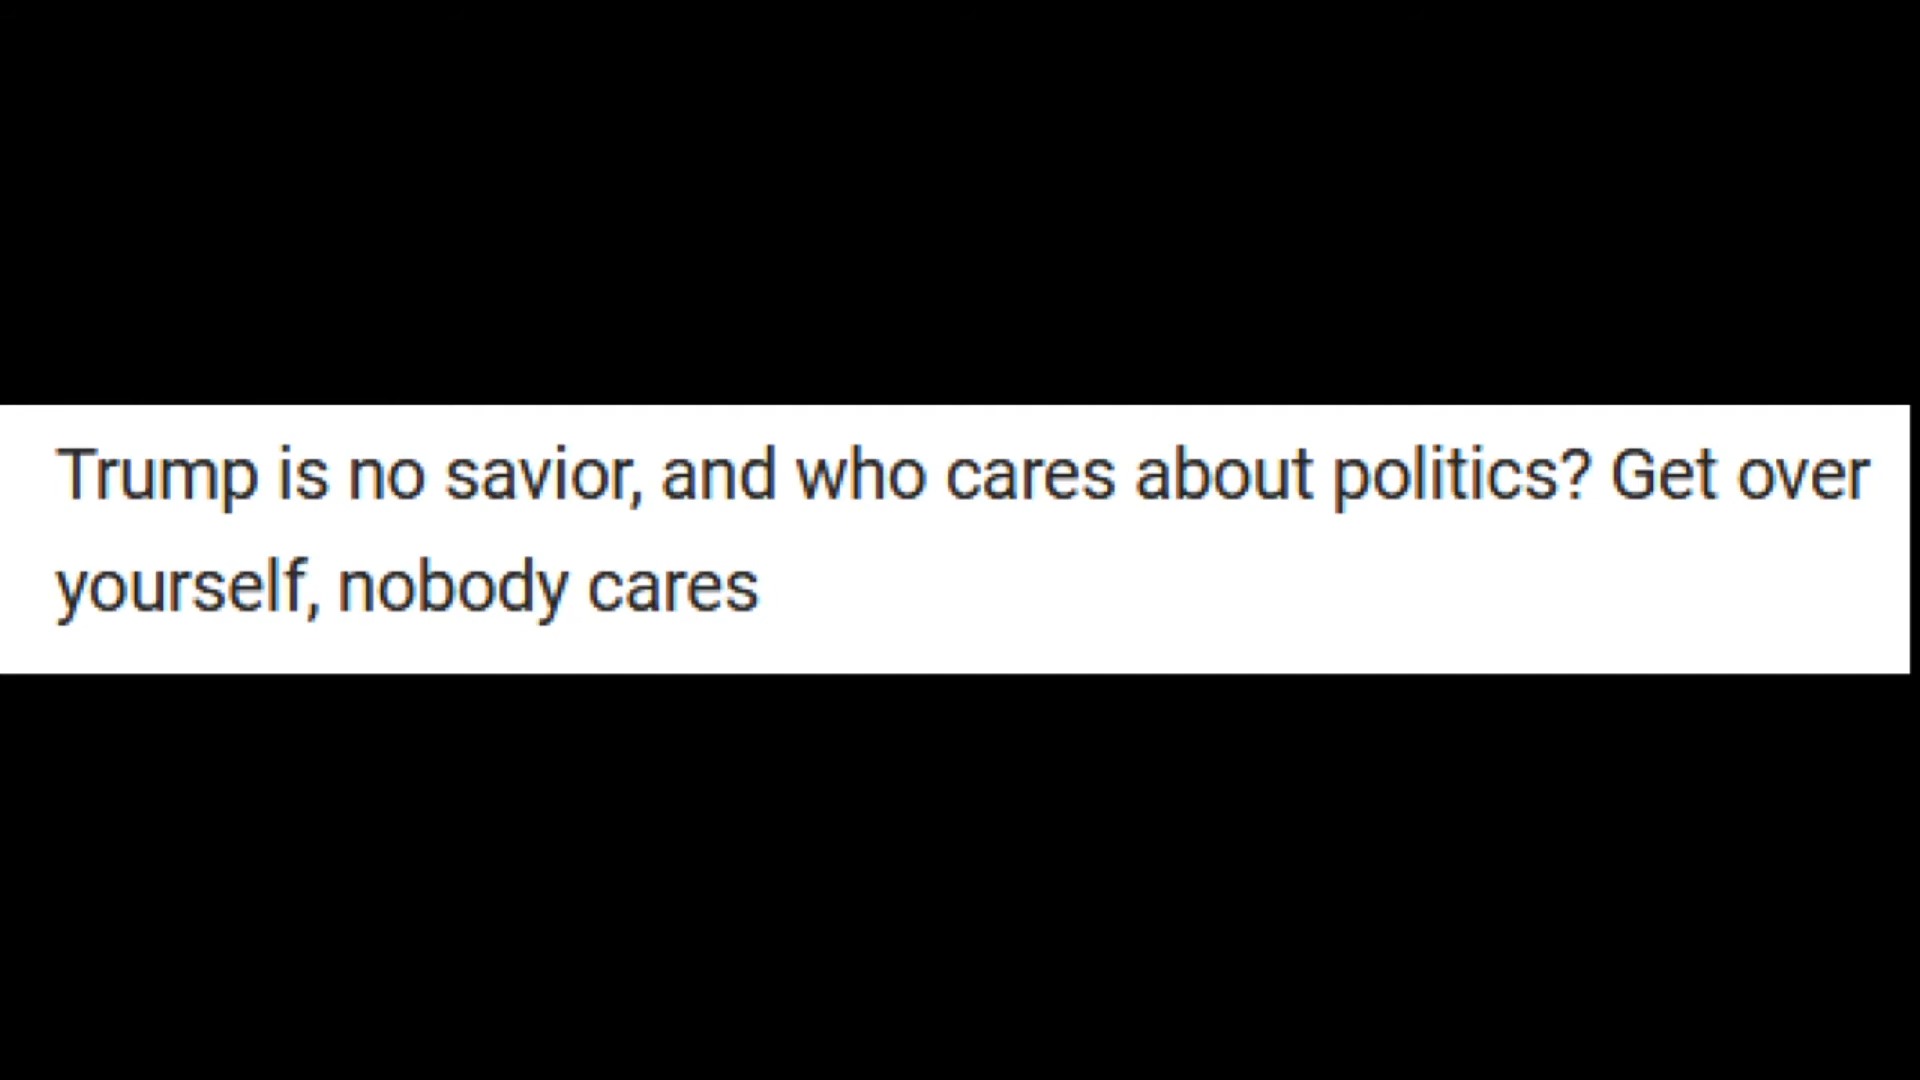 Trump is no savior, and who cares about politics? Get over
yourself, nobody cares